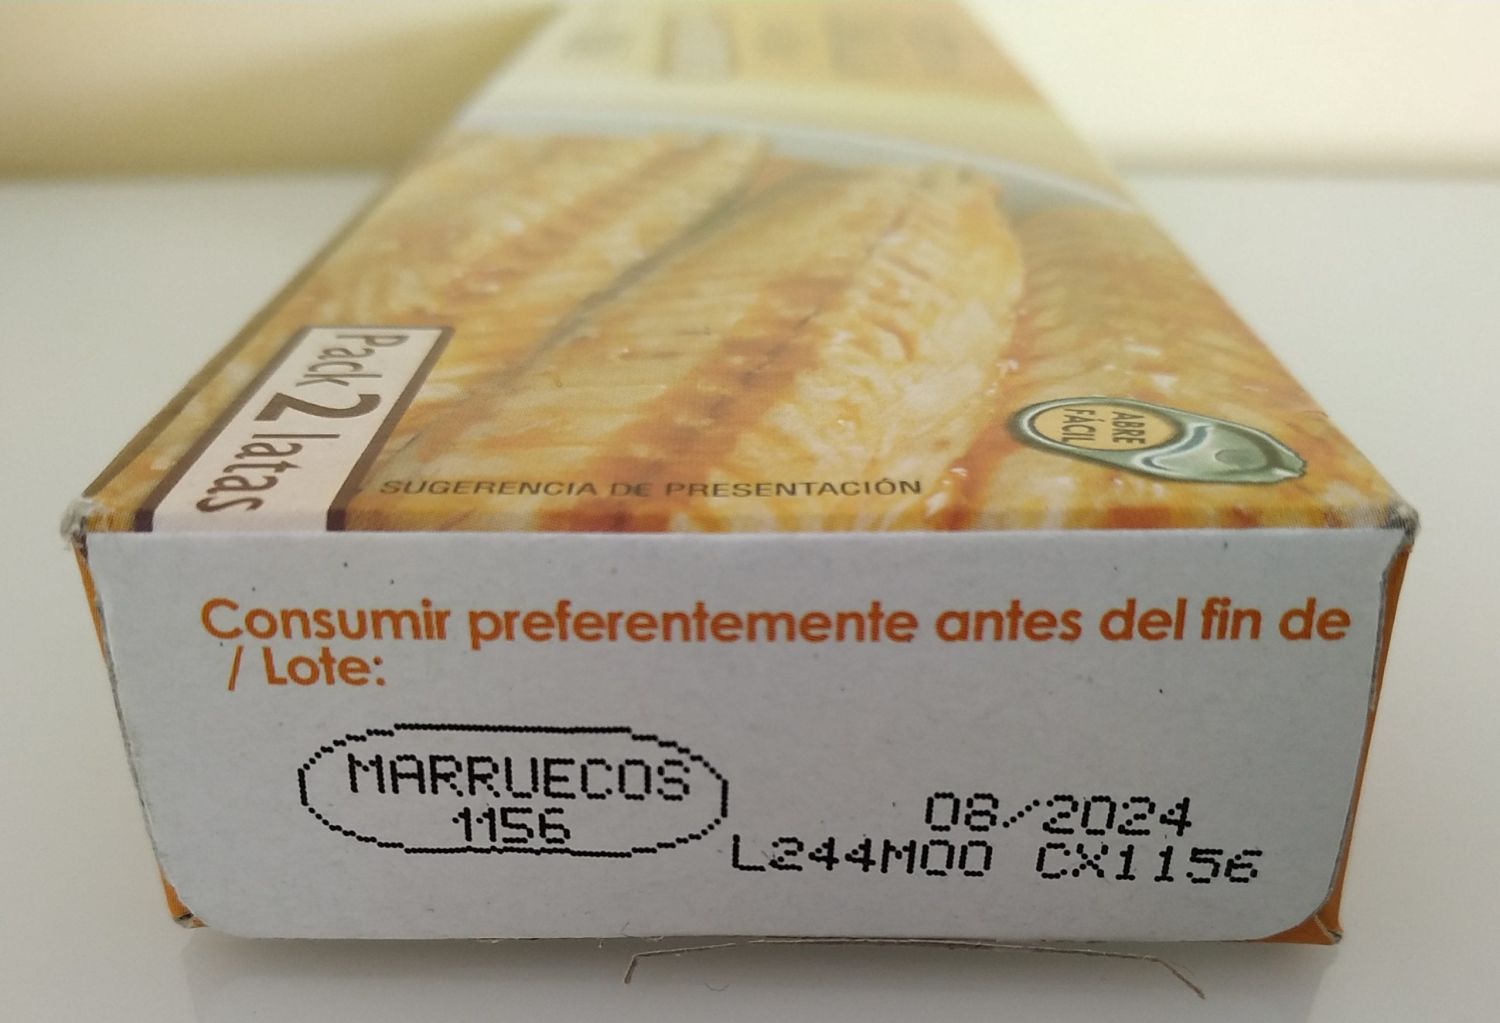 Pack 2 latas
ABRE
FÁCIL
SUGERENCIA DE PRESENTACIÓN
Consumir preferentemente antes del fin de
/ Lote:
MARRUECOS
1156
08/2024
L244M00 CX1156